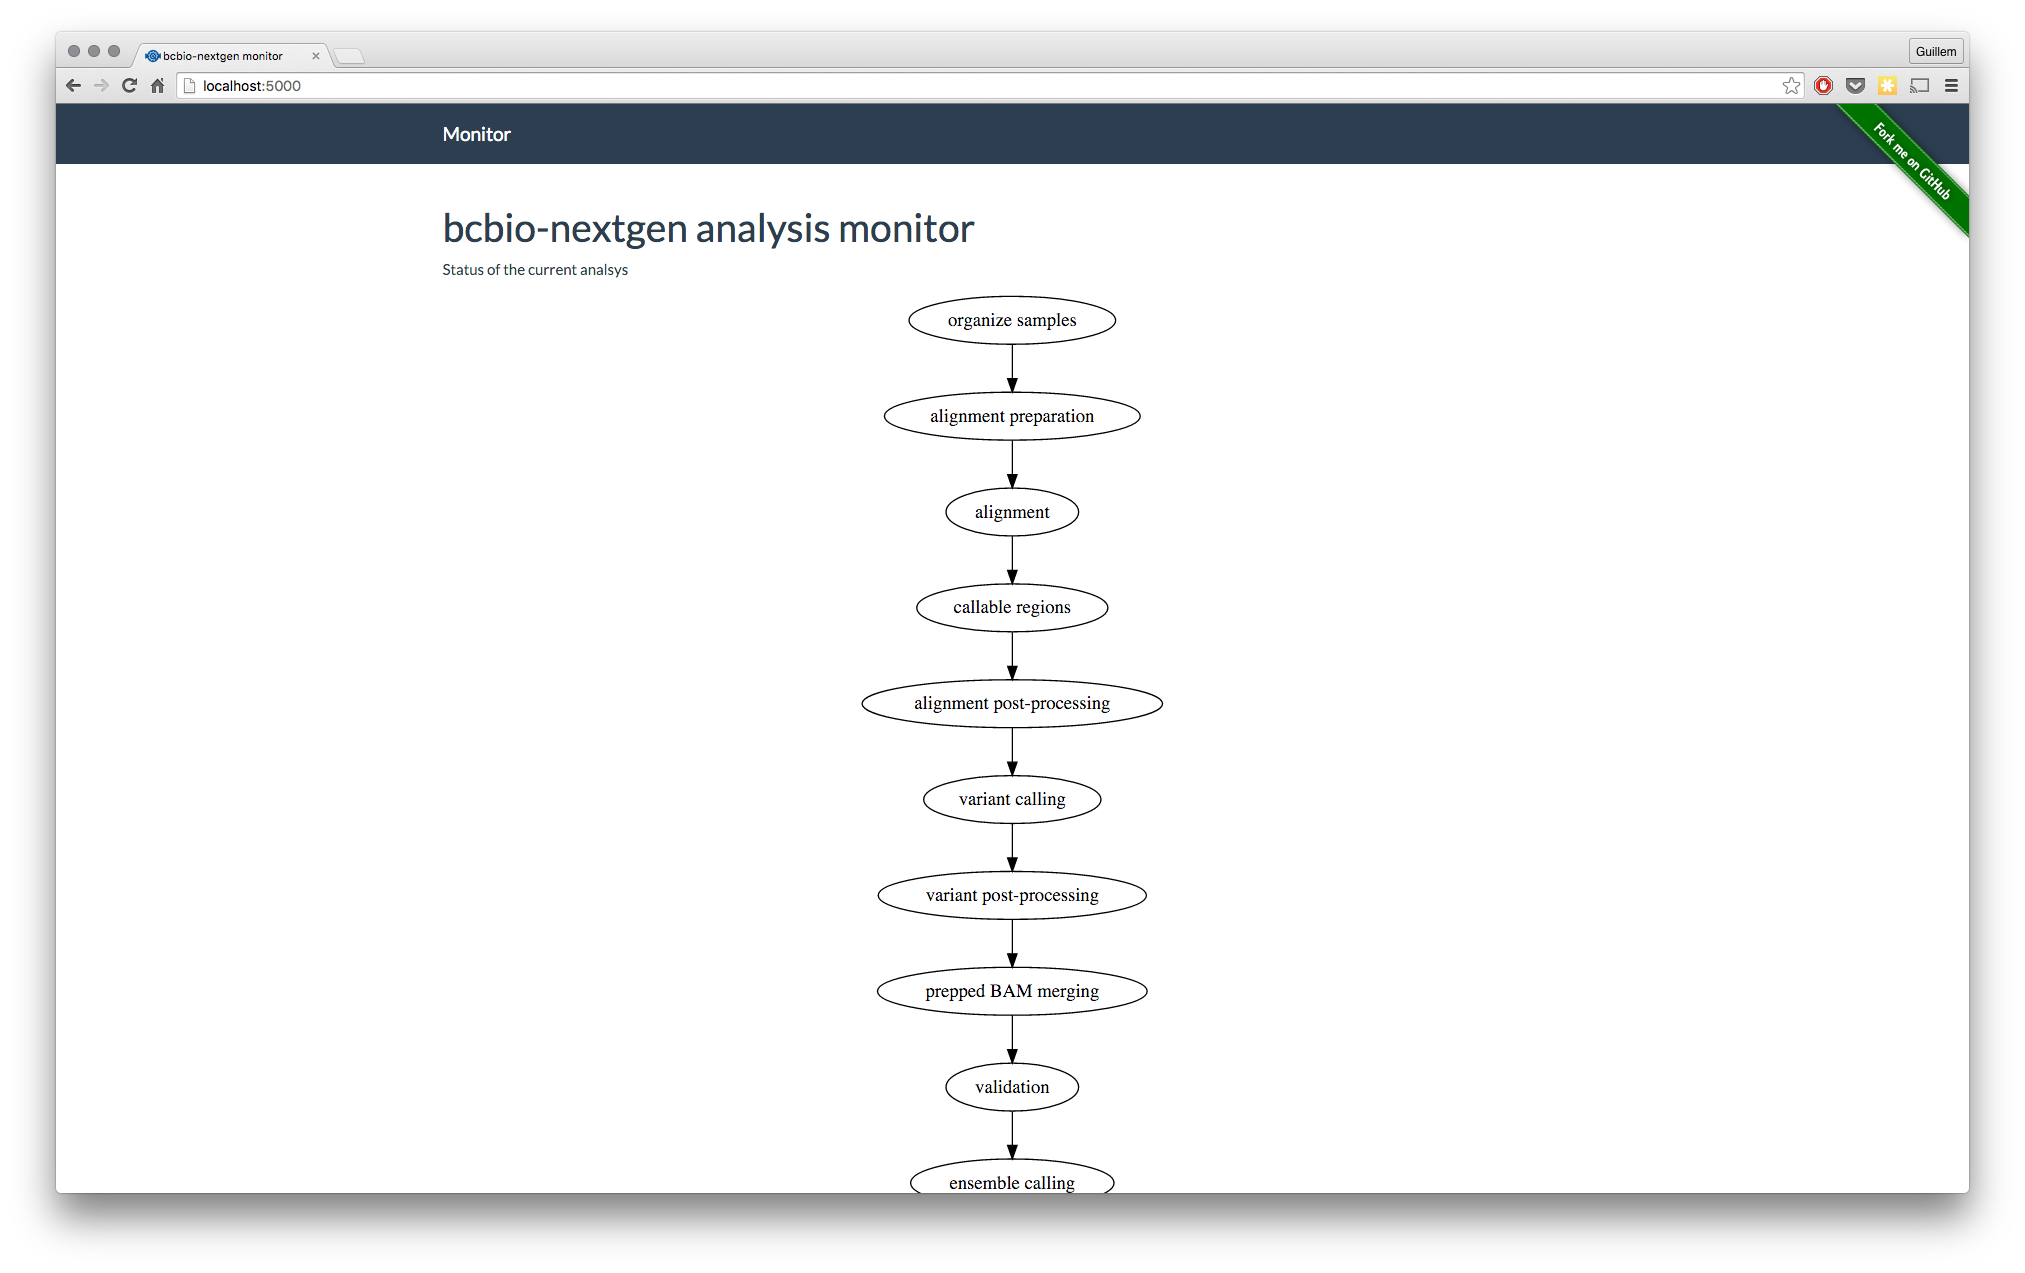 bcbio-nextgen monitor
Guillem
localhost:5000
Monitor
Fork me on GitHub
bcbio-nextgen analysis monitor
Status of the current analsys
organize samples
alignment preparation
alignment
callable regions
alignment post-processing
variant calling
variant post-processing
prepped BAM merging
validation
ensemble calling